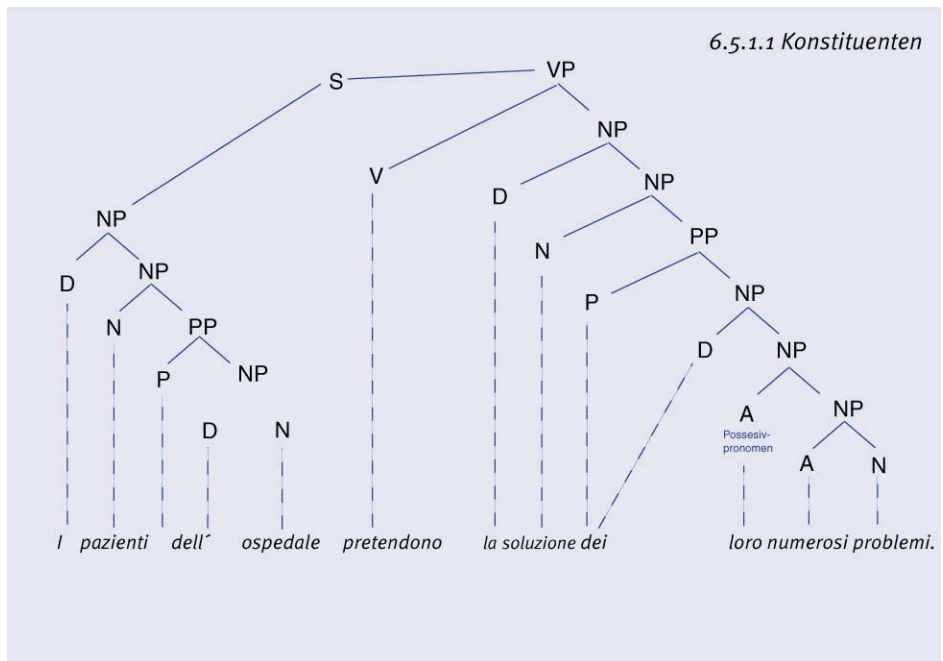 6.5.1.1 Konstituenten
S VP
NP
V
D NP
NP
N PP
D NP
P NP
N PP
D NP
P NP
A NP
Possesiv-
pronomen
D N
A N
I pazienti dell´ ospedale pretendono la soluzione dei loro numerosi problemi.